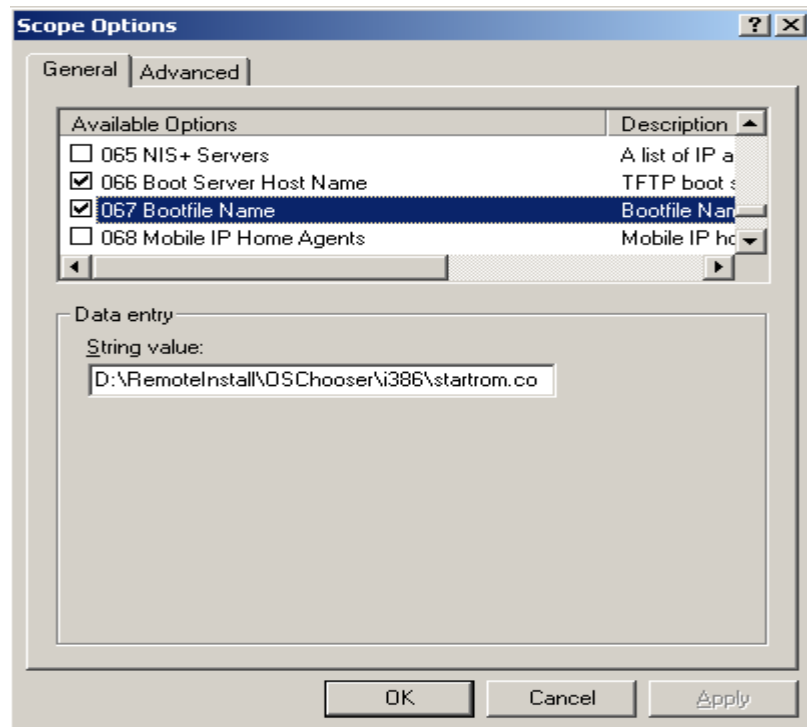 Scope Options
General Advanced
Available Options Description
065 NIS+ Servers A list of IP a
066 Boot Server Host Name TFTP boot s
067 Bootfile Name Bootfile Nan
068 Mobile IP Home Agents Mobile IP ho
Data entry
String value:
D:\RemoteInstall\OSChooser\i386\startrom.co
OK Cancel Apply